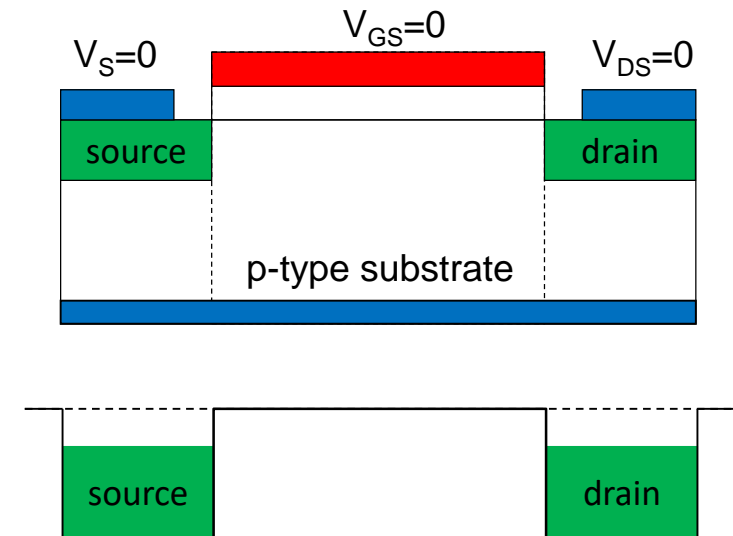 V_GS=0
V_S=0
V_DS=0
source
drain
p-type substrate
source
drain